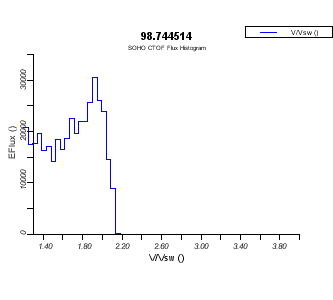 98.744514
SOHO CTOF Flux Histogram
V/Vsw ()
EFlux ()
30000
20000
10000
0
1.40 1.80 2.20 2.60 3.00 3.40 3.80
V/Vsw ()